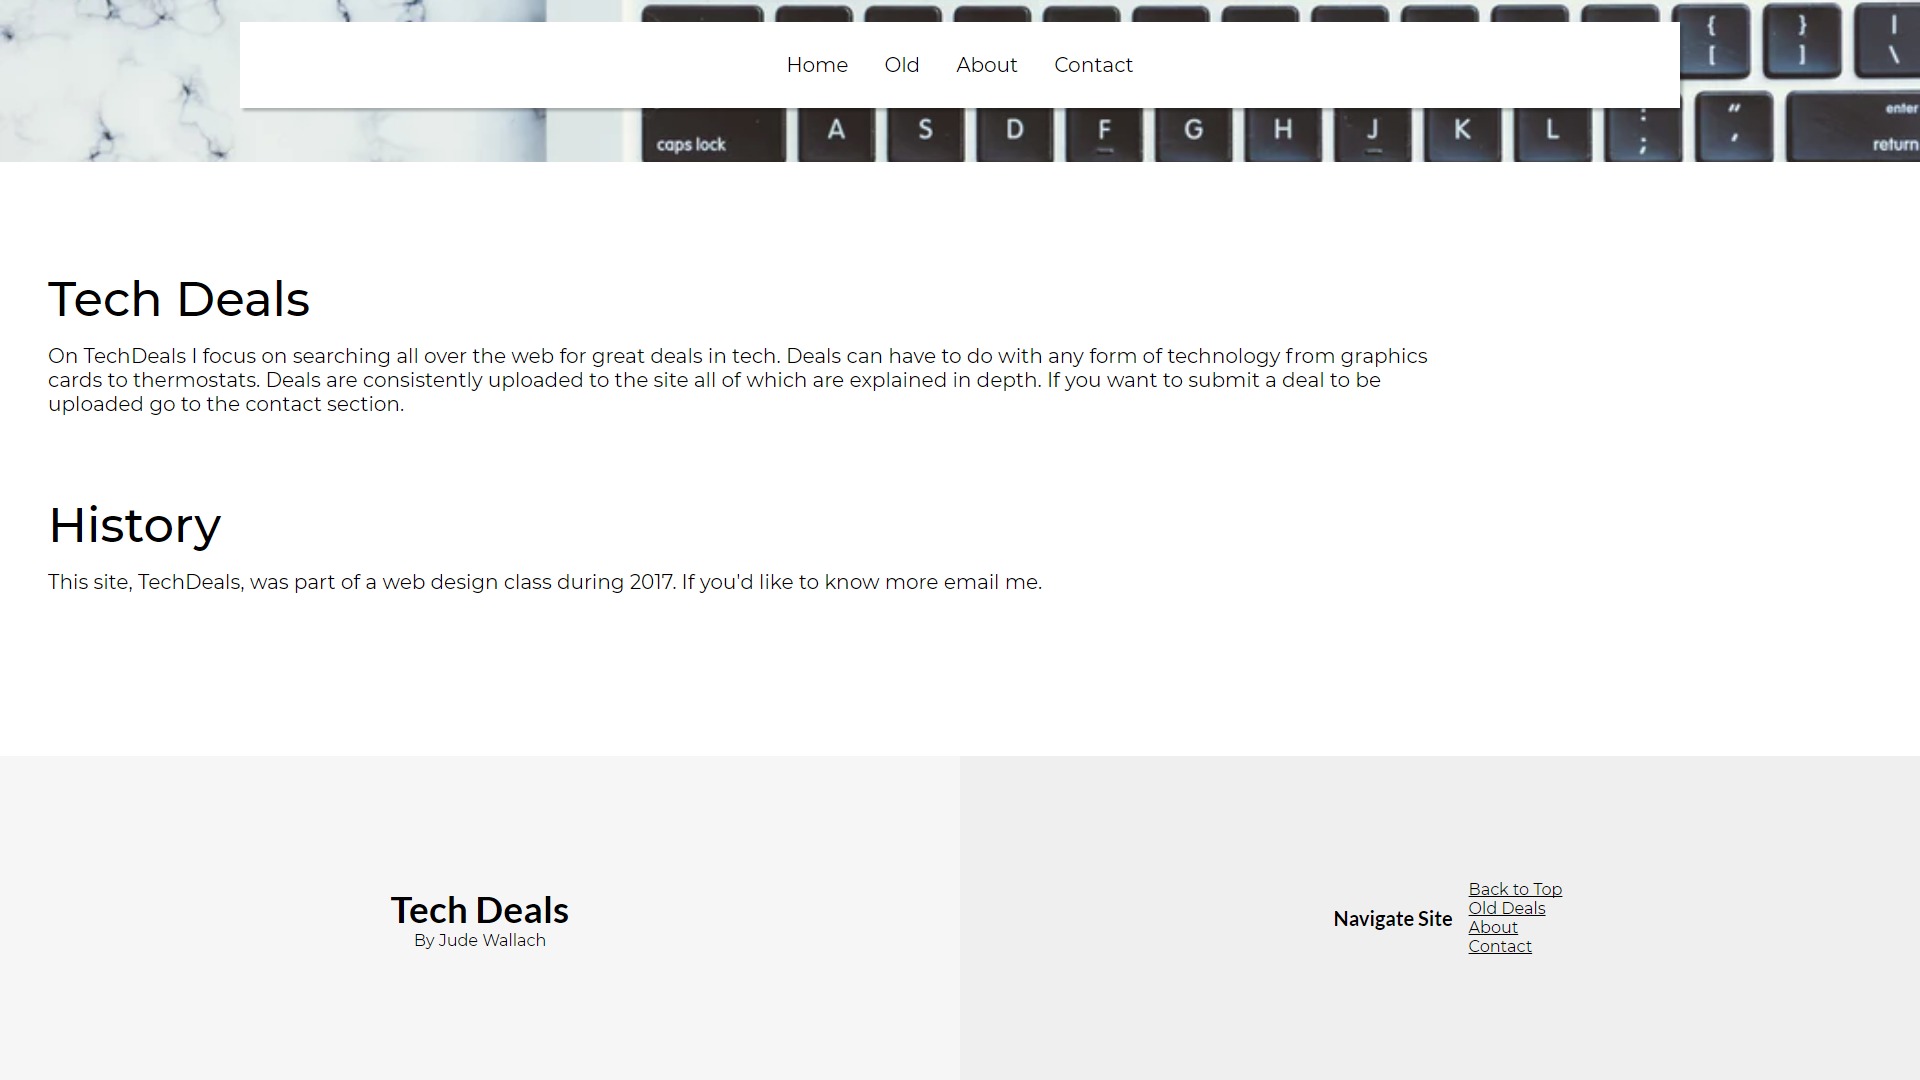 { } |
[ ] \
Home Old About Contact
" enter
caps lock A S D F G H J K L ; ' return
Tech Deals
On TechDeals I focus on searching all over the web for great deals in tech. Deals can have to do with any form of technology from graphics
cards to thermostats. Deals are consistently uploaded to the site all of which are explained in depth. If you want to submit a deal to be
uploaded go to the contact section.
History
This site, TechDeals, was part of a web design class during 2017. If you'd like to know more email me.
Tech Deals
By Jude Wallach
Navigate Site
Back to Top
Old Deals
About
Contact